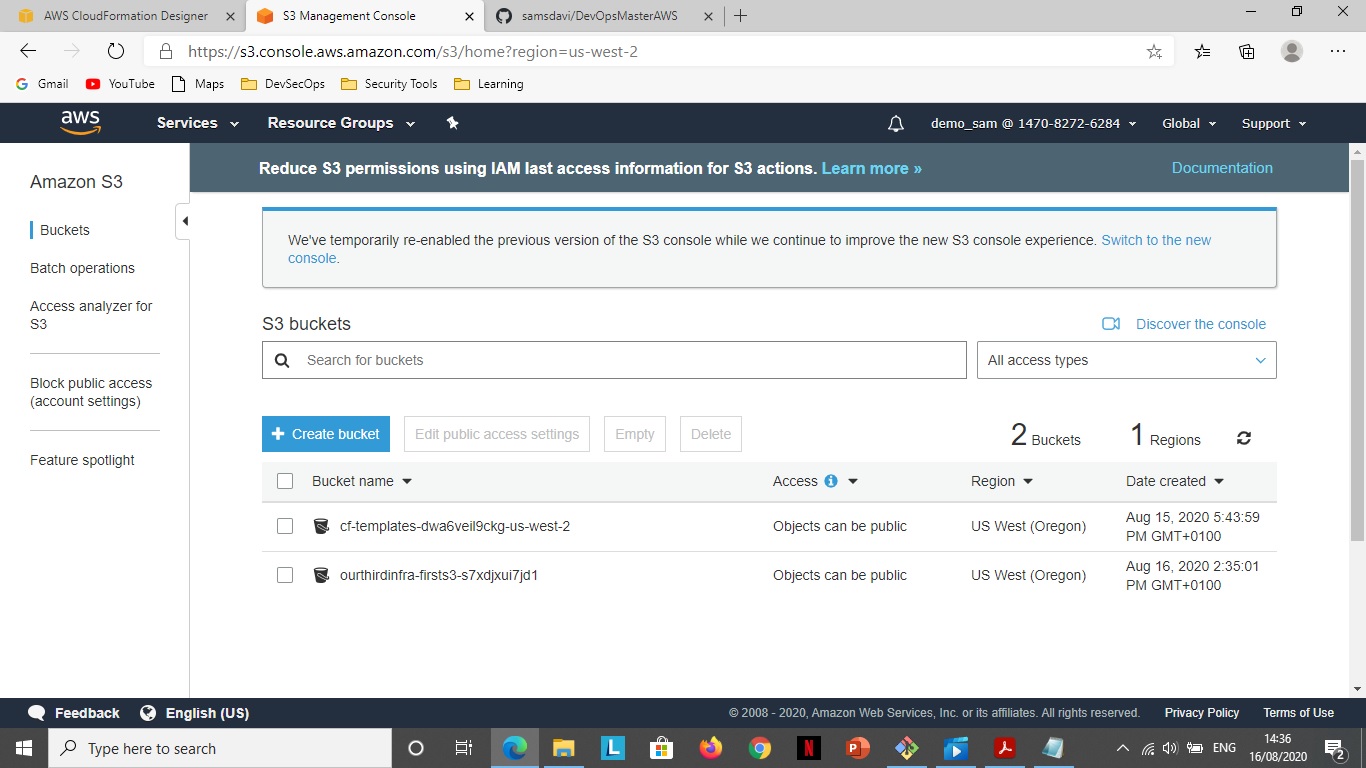 AWS CloudFormation Designer
S3 Management Console
samsdavi/DevOpsMasterAWS
https://s3.console.aws.amazon.com/s3/home?region=us-west-2
Gmail
YouTube
Maps
DevSecOps
Security Tools
Learning
aws
Services
Resource Groups
demo_sam @ 1470-8272-6284
Global
Support
Amazon S3
Buckets
Batch operations
Access analyzer for
S3
Block public access
(account settings)
Feature spotlight
Reduce S3 permissions using IAM last access information for S3 actions. Learn more »
Documentation
We've temporarily re-enabled the previous version of the S3 console while we continue to improve the new S3 console experience. Switch to the new
console.
S3 buckets
Discover the console
Search for buckets
All access types
Create bucket
Edit public access settings
Empty
Delete
2 Buckets
1 Regions
Bucket name
Access
Region
Date created
cf-templates-dwa6veil9ckg-us-west-2
Objects can be public
US West (Oregon)
Aug 15, 2020 5:43:59
PM GMT+0100
ourthirdinfra-firsts3-s7xdjxui7jd1
Objects can be public
US West (Oregon)
Aug 16, 2020 2:35:01
PM GMT+0100
Feedback
English (US)
© 2008 - 2020, Amazon Web Services, Inc. or its affiliates. All rights reserved.
Privacy Policy
Terms of Use
Type here to search
ENG
14:36
16/08/2020
2